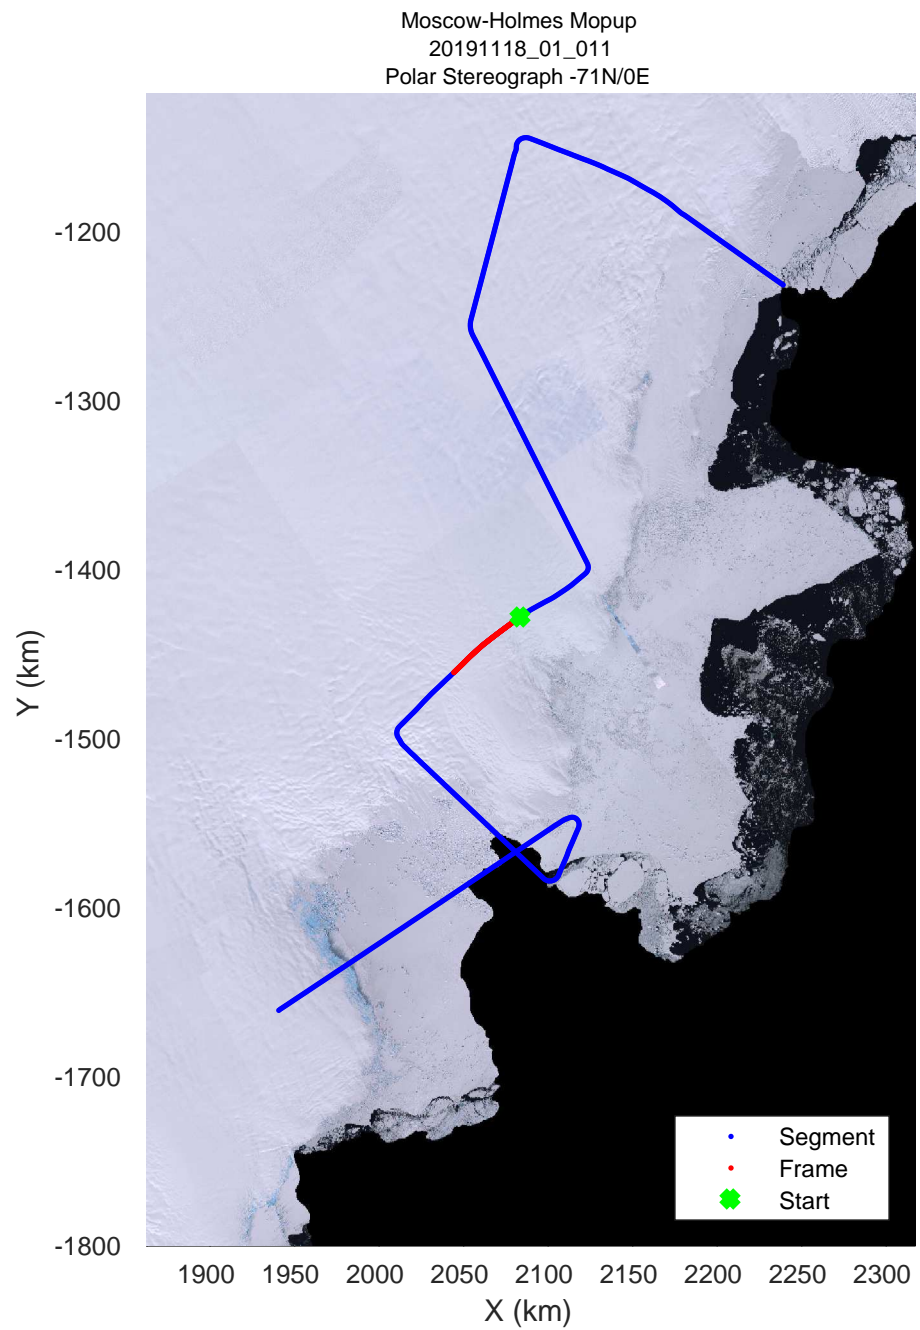 Moscow-Holmes Mopup
20191118_01_011
Polar Stereograph -71N/0E
-1200
-1300
-1400
-1500
-1600
-1700
-1800
Y (km)
1900
1950
2000
2050
2100
2150
2200
2250
2300
X (km)
Segment
Frame
Start